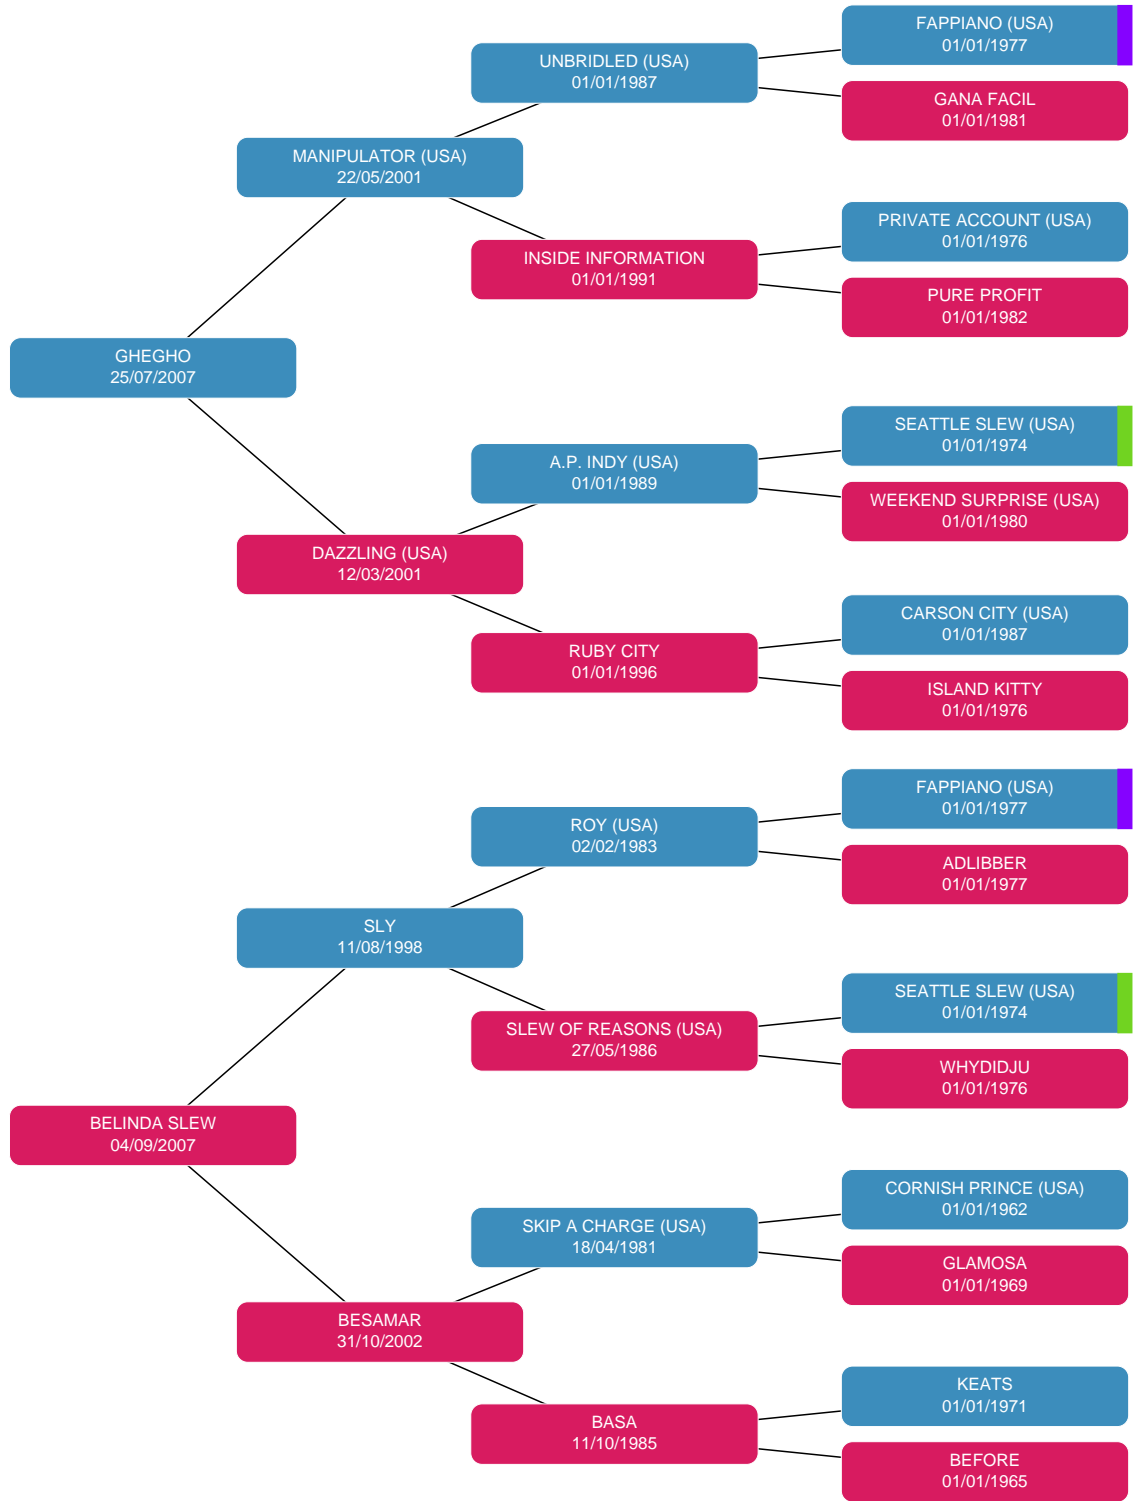 FAPPIANO (USA)
01/01/1977
UNBRIDLED (USA)
01/01/1987
GANA FACIL
01/01/1981
MANIPULATOR (USA)
22/05/2001
PRIVATE ACCOUNT (USA)
01/01/1976
INSIDE INFORMATION
01/01/1991
PURE PROFIT
01/01/1982
GHEGHO
25/07/2007
SEATTLE SLEW (USA)
01/01/1974
A.P. INDY (USA)
01/01/1989
WEEKEND SURPRISE (USA)
01/01/1980
DAZZLING (USA)
12/03/2001
CARSON CITY (USA)
01/01/1987
RUBY CITY
01/01/1996
ISLAND KITTY
01/01/1976
FAPPIANO (USA)
01/01/1977
ROY (USA)
02/02/1983
ADLIBBER
01/01/1977
SLY
11/08/1998
SEATTLE SLEW (USA)
01/01/1974
SLEW OF REASONS (USA)
27/05/1986
WHYDIDJU
01/01/1976
BELINDA SLEW
04/09/2007
CORNISH PRINCE (USA)
01/01/1962
SKIP A CHARGE (USA)
18/04/1981
GLAMOSA
01/01/1969
BESAMAR
31/10/2002
KEATS
01/01/1971
BASA
11/10/1985
BEFORE
01/01/1965